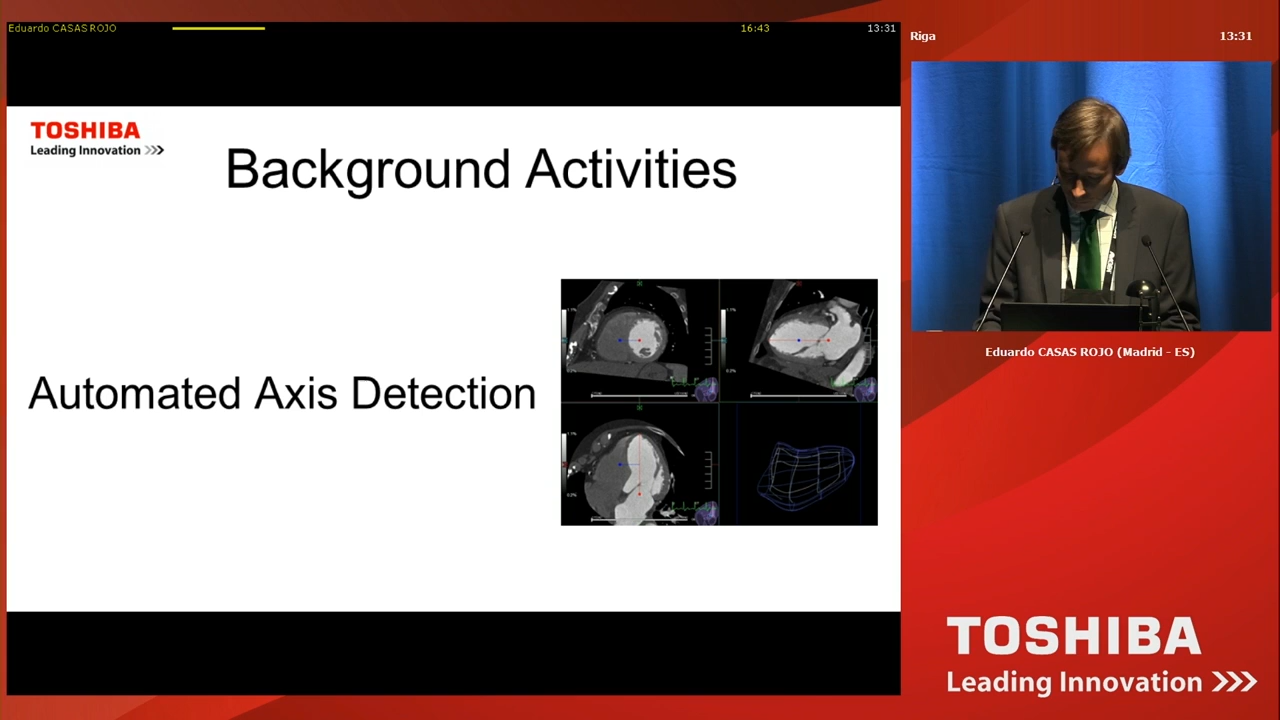 Eduardo CASAS ROJO
16:43
13:31
Riga
13:31
TOSHIBA
Leading Innovation >>>
Background Activities
Automated Axis Detection
Eduardo CASAS ROJO (Madrid - ES)
TOSHIBA
Leading Innovation >>>